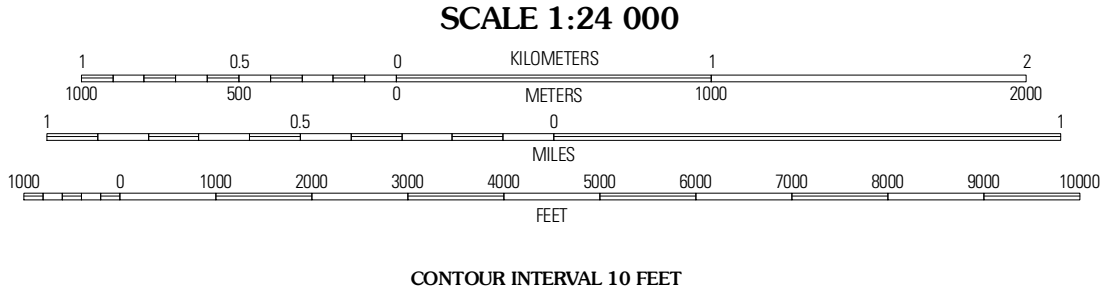 SCALE 1:24 000
1 0.5 0 KILOMETERS 1 2
1000 500 0 METERS 1000 2000
1 0.5 0 1
MILES
1000 0 1000 2000 3000 4000 5000 6000 7000 8000 9000 10000
FEET
CONTOUR INTERVAL 10 FEET